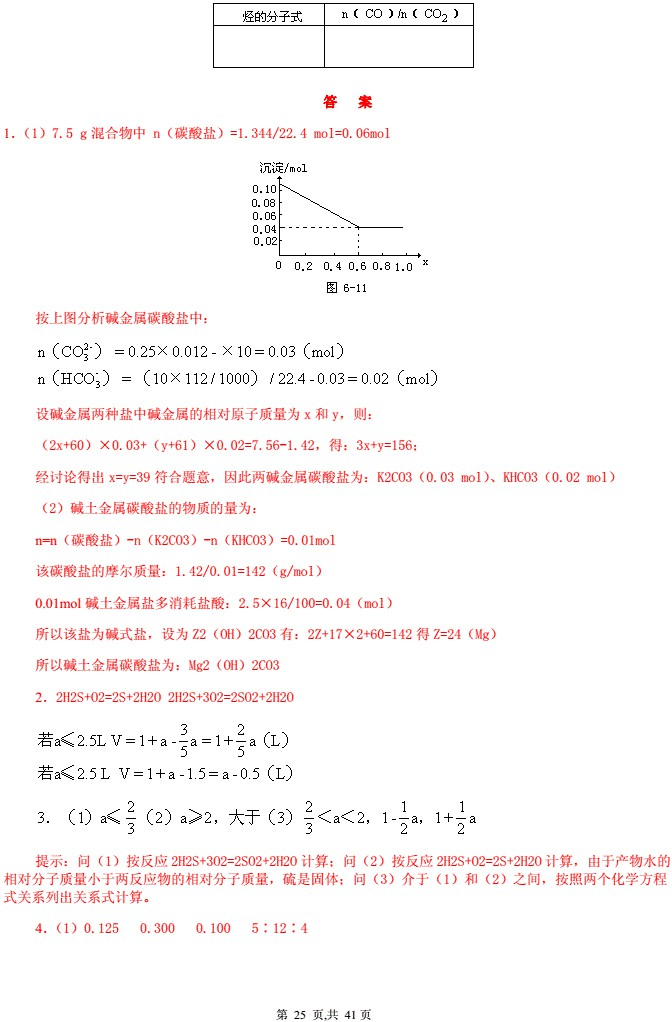 烃的分子式 n(CO)/n(CO₂)
答 案
1.(1)7.5 g混合物中 n(碳酸盐)=1.344/22.4 mol=0.06mol
沉淀/mol
0.10
0.08
0.06
0.04
0.02
0 0.2 0.4 0.6 0.8 1.0 x
图 6-11
按上图分析碱金属碳酸盐中:
n(CO₃²⁻)=0.25×0.012-×10=0.03(mol)
n(HCO₃⁻)=(10×112/1000)/22.4-0.03=0.02(mol)
设碱金属两种盐中碱金属的相对原子质量为x和y,则:
(2x+60)×0.03+(y+61)×0.02=7.56-1.42,得:3x+y=156;
经讨论得出x=y=39符合题意,因此两碱金属碳酸盐为:K2CO3(0.03 mol)、KHCO3(0.02 mol)
(2)碱土金属碳酸盐的物质的量为:
n=n(碳酸盐)-n(K2CO3)-n(KHCO3)=0.01mol
该碳酸盐的摩尔质量:1.42/0.01=142(g/mol)
0.01mol碱土金属盐多消耗盐酸:2.5×16/100=0.04(mol)
所以该盐为碱式盐,设为Z2(OH)2CO3有:2Z+17×2+60=142得Z=24(Mg)
所以碱土金属碳酸盐为:Mg2(OH)2CO3
2.2H2S+O2=2S+2H2O 2H2S+3O2=2SO2+2H2O
若a≤2.5L V=1+a-3/5a=1+2/5a(L)
若a≤2.5 L V=1+a-1.5=a-0.5(L)
3.(1)a≤2/3(2)a≥2,大于(3)2/3<a<2,1-1/2a,1+1/2a
提示:问(1)按反应2H2S+3O2=2SO2+2H2O计算;问(2)按反应2H2S+O2=2S+2H2O计算,由于产物水的
相对分子质量小于两反应物的相对分子质量,硫是固体;问(3)介于(1)和(2)之间,按照两个化学方程
式关系列出关系式计算。
4.(1)0.125 0.300 0.100 5∶12∶4
第 25 页,共 41页